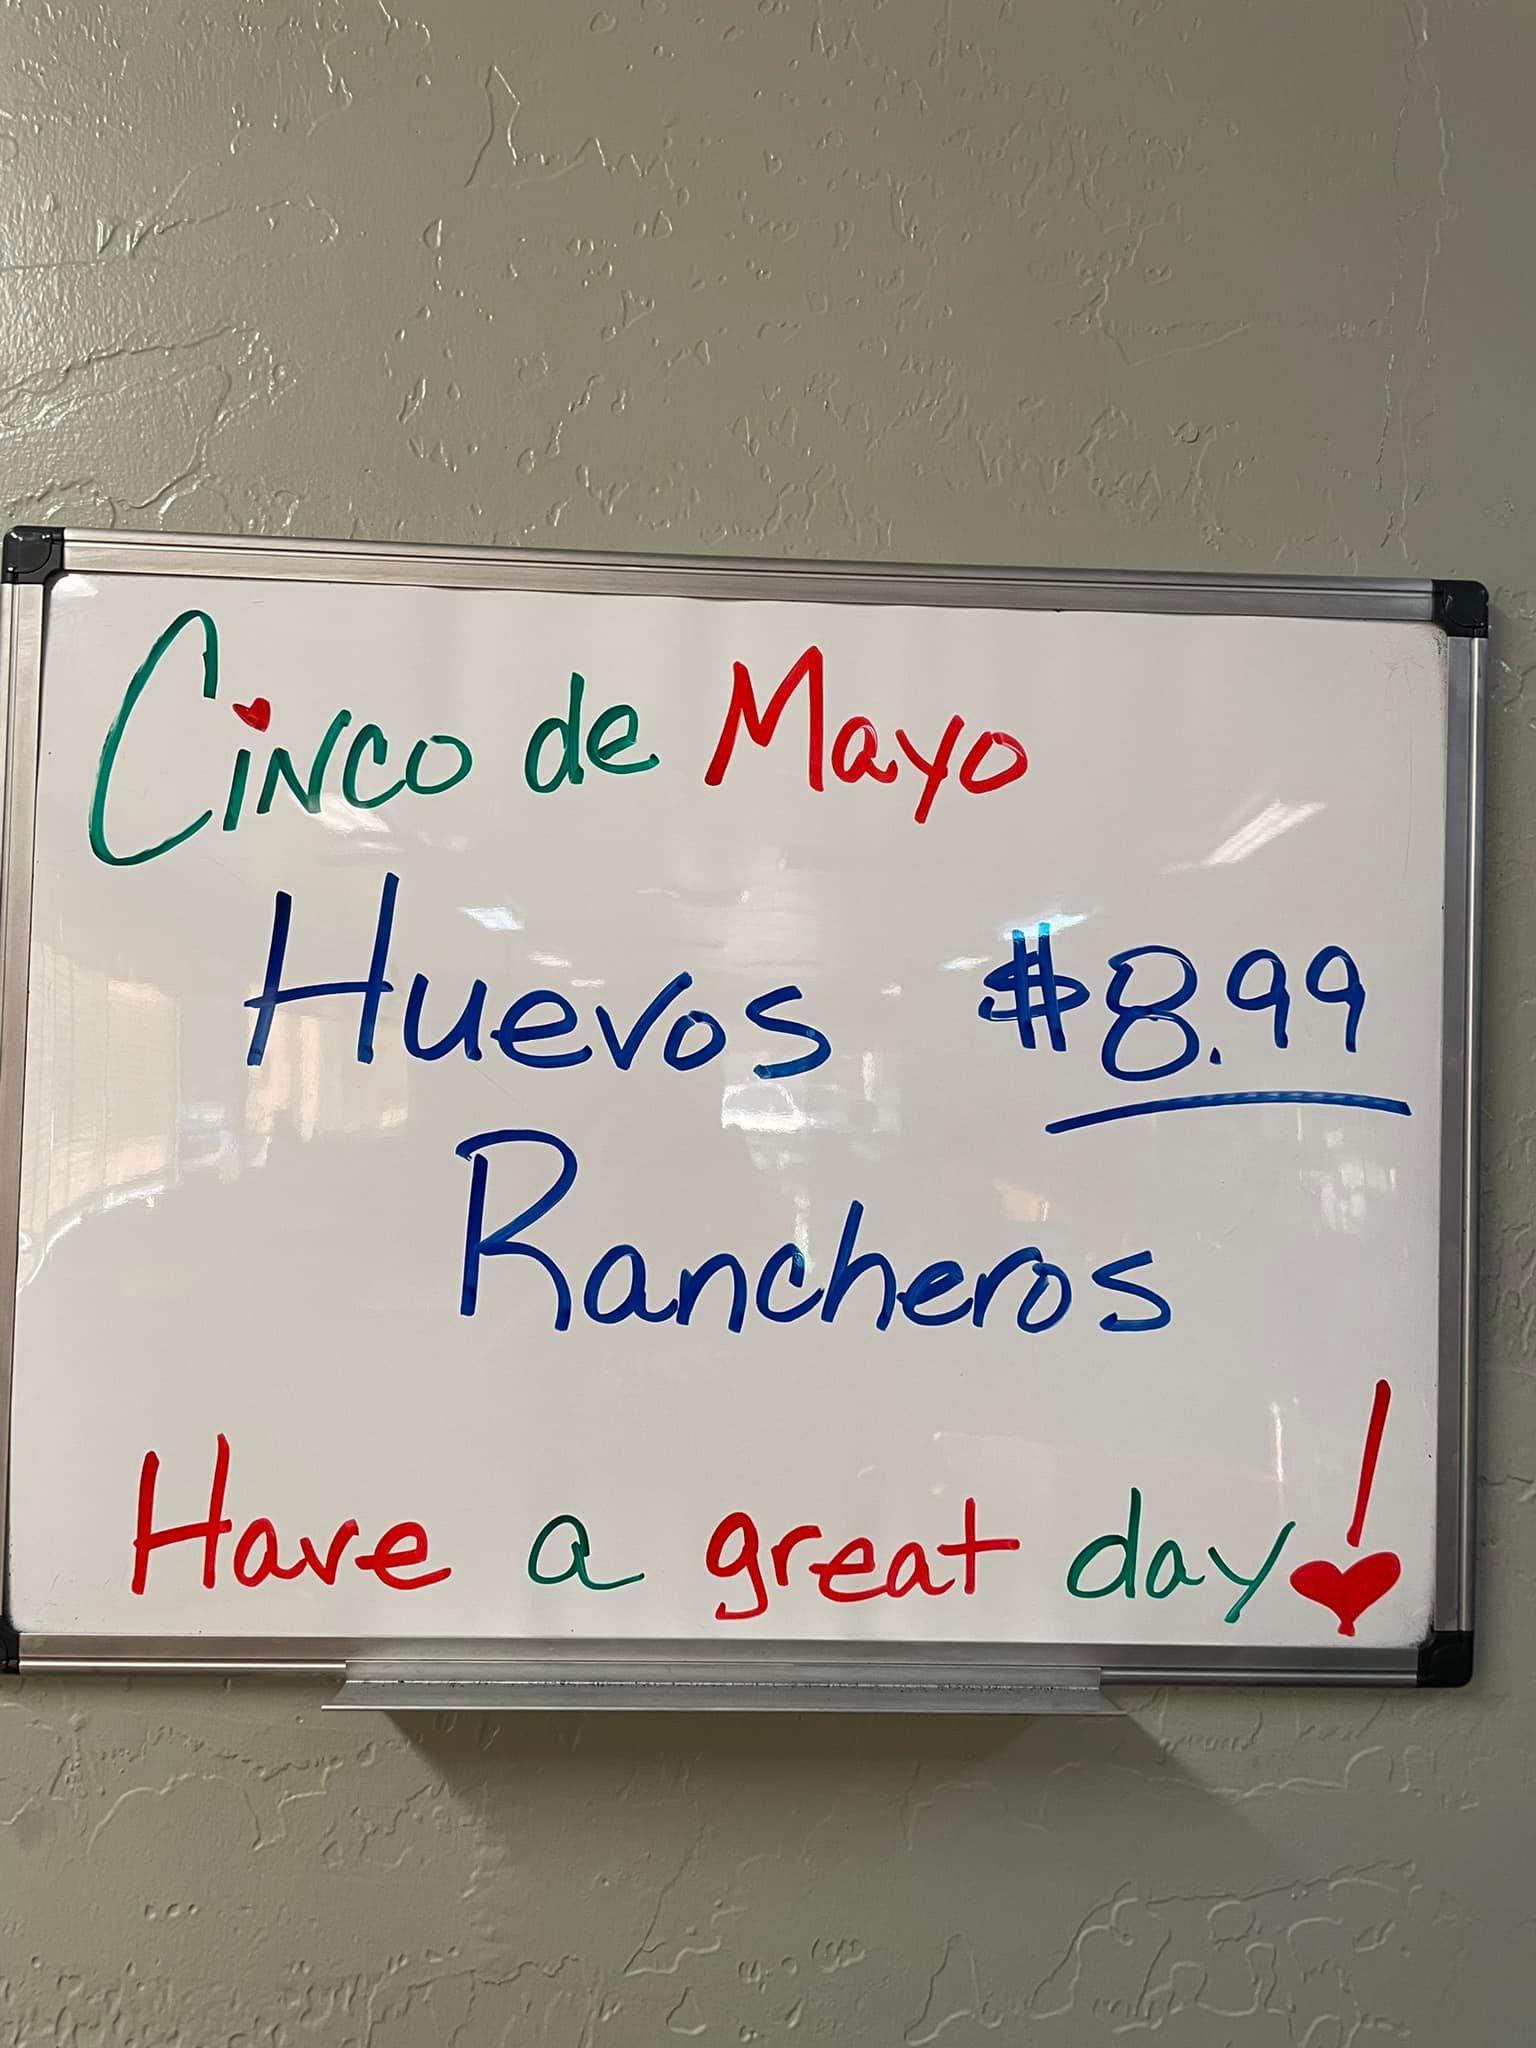 Cinco de Mayo
Huevos $8.99
Rancheros
Have a great day!